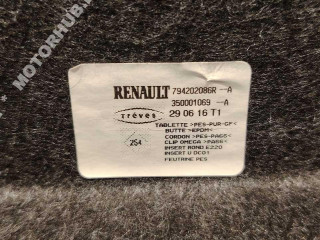 MOTORHUB.
RENAULT 794202086R --A
350001069 --A
Trèves 29 06 16 T1
TABLETTE >PES-PUR-GF<
BUTTE >EPDM<
254 CORDON >PES-PA66<
CLIP OMEGA >PA66<
INSERT ROND E220
INSERT U DC01
FEUTRINE PES